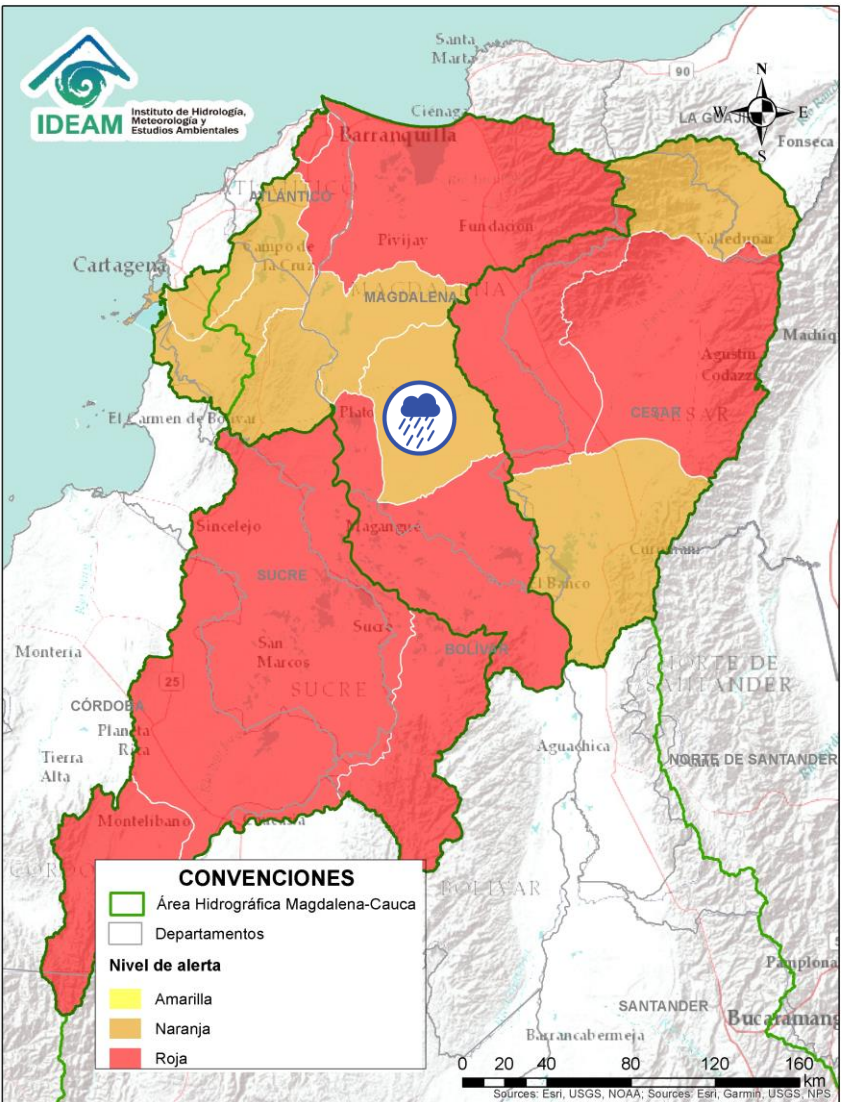 IDEAM
Instituto de Hidrología,
Meteorología y
Estudios Ambientales
Santa
Marta
90
N
W
E
S
LA GUAJIRA
Ciénaga
Fonseca
Barranquilla
ATLÁNTICO
Fundación
Pivijay
Valledupar
Campo de
la Cruz
Cartagena
MAGDALENA
Agustín
Codazzi
El Carmen de Bolívar
Plato
CESAR
CESAR
Sincelejo
Magangué
Curumaní
El Banco
SUCRE
Sucre
Montería
San
Marcos
BOLÍVAR
SUCRE
25
CÓRDOBA
Planeta
Rica
NORTE DE
SANTANDER
Tierra
Alta
Aguachica
NORTE DE SANTANDER
Montelibano
BOLÍVAR
CONVENCIONES
Área Hidrográfica Magdalena-Cauca
Departamentos
Nivel de alerta
Amarilla
Naranja
Roja
Pamplona
SANTANDER
Bucaramang
Barrancabermeja
0 20 40 80 120 160
km
Sources: Esri, USGS, NOAA; Sources: Esri, Garmin, USGS, NPS